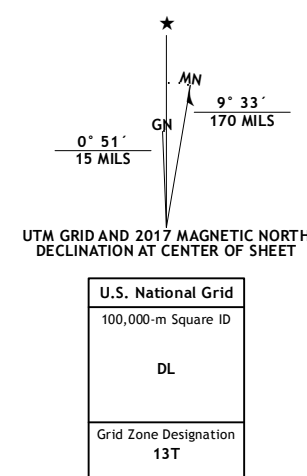 MN
GN
9° 33´
170 MILS
0° 51´
15 MILS
UTM GRID AND 2017 MAGNETIC NORTH
DECLINATION AT CENTER OF SHEET
U.S. National Grid
100,000-m Square ID
DL
Grid Zone Designation
13T